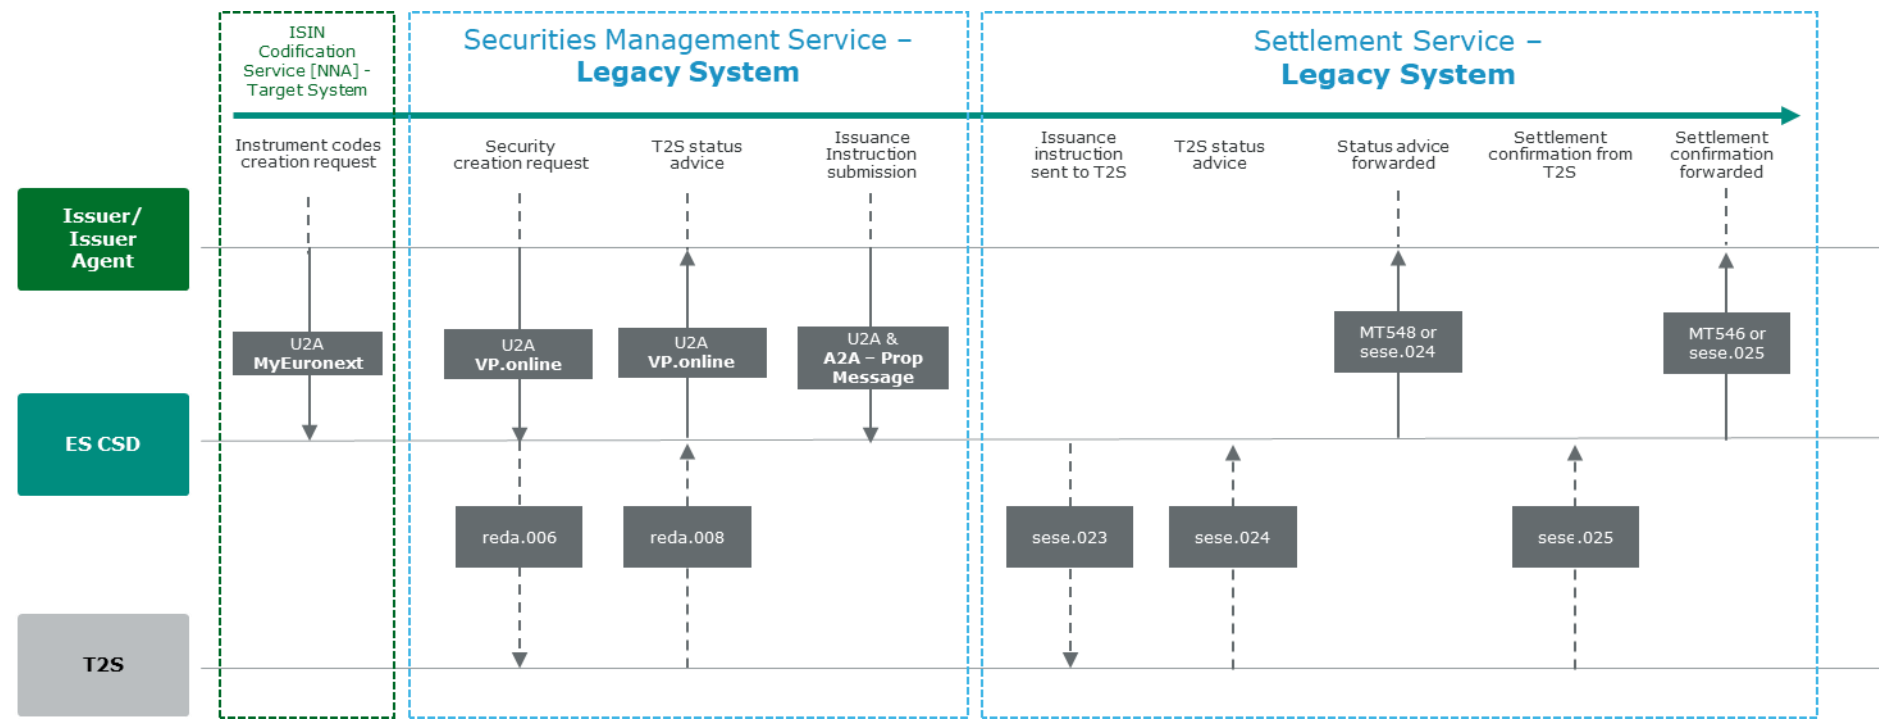 ISIN
Codification
Service [NNA] -
Target System
Securities Management Service –
Legacy System
Settlement Service –
Legacy System
Instrument codes
creation request
Security
creation request
T2S status
advice
Issuance
Instruction
submission
Issuance
instruction
sent to T2S
T2S status
advice
Status advice
forwarded
Settlement
confirmation from
T2S
Settlement
confirmation
forwarded
Issuer/
Issuer
Agent
U2A
MyEuronext
U2A
VP.online
U2A
VP.online
U2A &
A2A – Prop
Message
MT548 or
sese.024
MT546 or
sese.025
ES CSD
reda.006
reda.008
sese.023
sese.024
sese.025
T2S